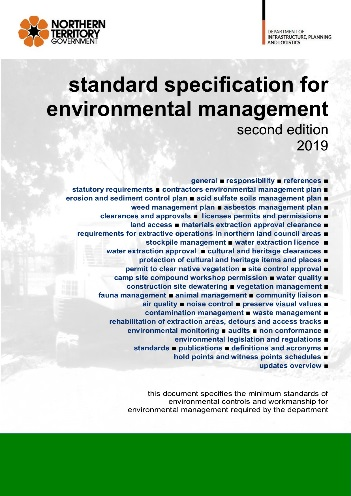 NORTHERN
TERRITORY
GOVERNMENT
DEPARTMENT OF
INFRASTRUCTURE, PLANNING
AND LOGISTICS
standard specification for
environmental management
second edition
2019
general ■ responsibility ■ references ■
statutory requirements ■ contractors environmental management plan ■
erosion and sediment control plan ■ acid sulfate soils management plan ■
weed management plan ■ asbestos management plan ■
clearances and approvals ■ licenses permits and permissions ■
land access ■ materials extraction approval clearance ■
requirements for extractive operations in northern land council areas ■
stockpile management ■ water extraction licence ■
water extraction approval ■ cultural and heritage clearances ■
protection of cultural and heritage items and places ■
permit to clear native vegetation ■ site control approval ■
camp site compound workshop permission ■ water quality ■
construction site dewatering ■ vegetation management ■
fauna management ■ animal management ■ community liaison ■
air quality ■ noise control ■ preserve visual values ■
contamination management ■ waste management ■
rehabilitation of extraction areas, detours and access tracks ■
environmental monitoring ■ audits ■ non conformance ■
environmental legislation and regulations ■
standards ■ publications ■ definitions and acronyms ■
hold points and witness points schedules ■
updates overview ■
this document specifies the minimum standards of
environmental controls and workmanship for
environmental management required by the department